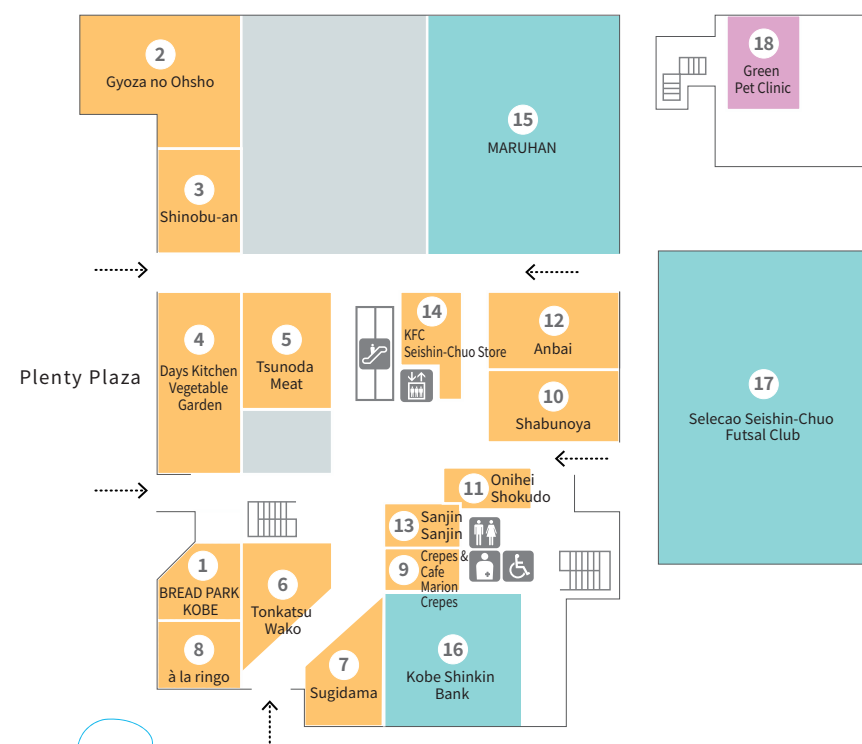 2
Gyoza no Ohsho
15
MARUHAN
18
Green
Pet Clinic
3
Shinobu-an
Plenty Plaza
4
Days Kitchen
Vegetable
Garden
5
Tsunoda
Meat
14
KFC
Seishin-Chuo Store
12
Anbai
10
Shabunoya
17
Selecao Seishin-Chuo
Futsal Club
11
Onihei
Shokudo
13
Sanjin
Sanjin
9
Crepes &
Cafe
Marion
Crepes
1
BREAD PARK
KOBE
6
Tonkatsu
Wako
8
à la ringo
7
Sugidama
16
Kobe Shinkin
Bank